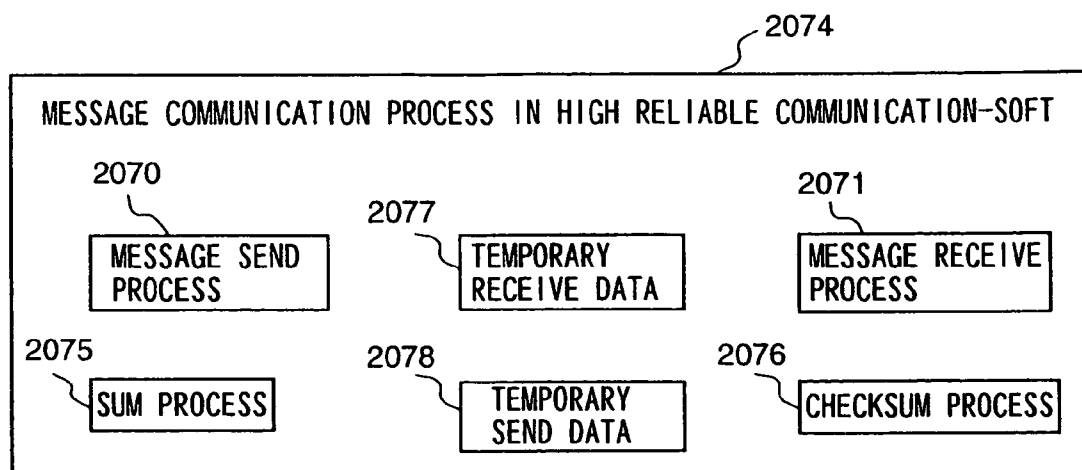 2074
MESSAGE COMMUNICATION PROCESS IN HIGH RELIABLE COMMUNICATION-SOFT
2070
MESSAGE SEND
PROCESS
2077
TEMPORARY
RECEIVE DATA
2071
MESSAGE RECEIVE
PROCESS
2075
SUM PROCESS
2078
TEMPORARY
SEND DATA
2076
CHECKSUM PROCESS